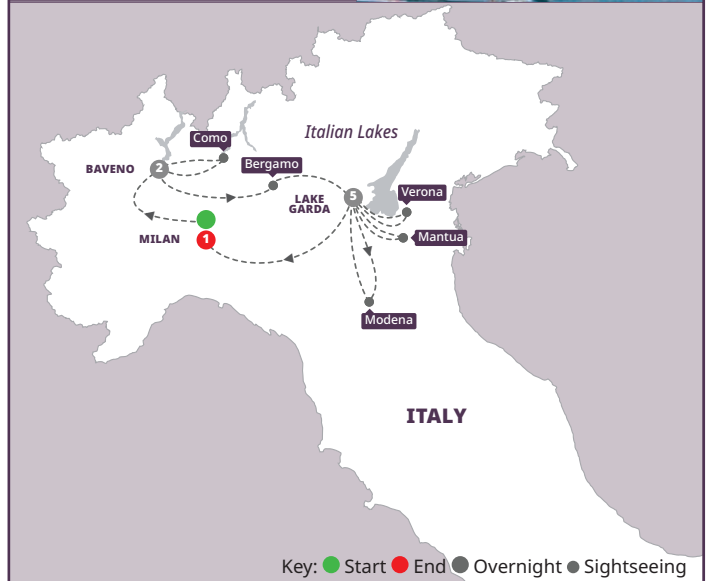 Italian Lakes
Como
Bergamo
BAVENO
2
LAKE
GARDA
5
Verona
MILAN
1
Mantua
Modena
ITALY
Key: Start End Overnight Sightseeing